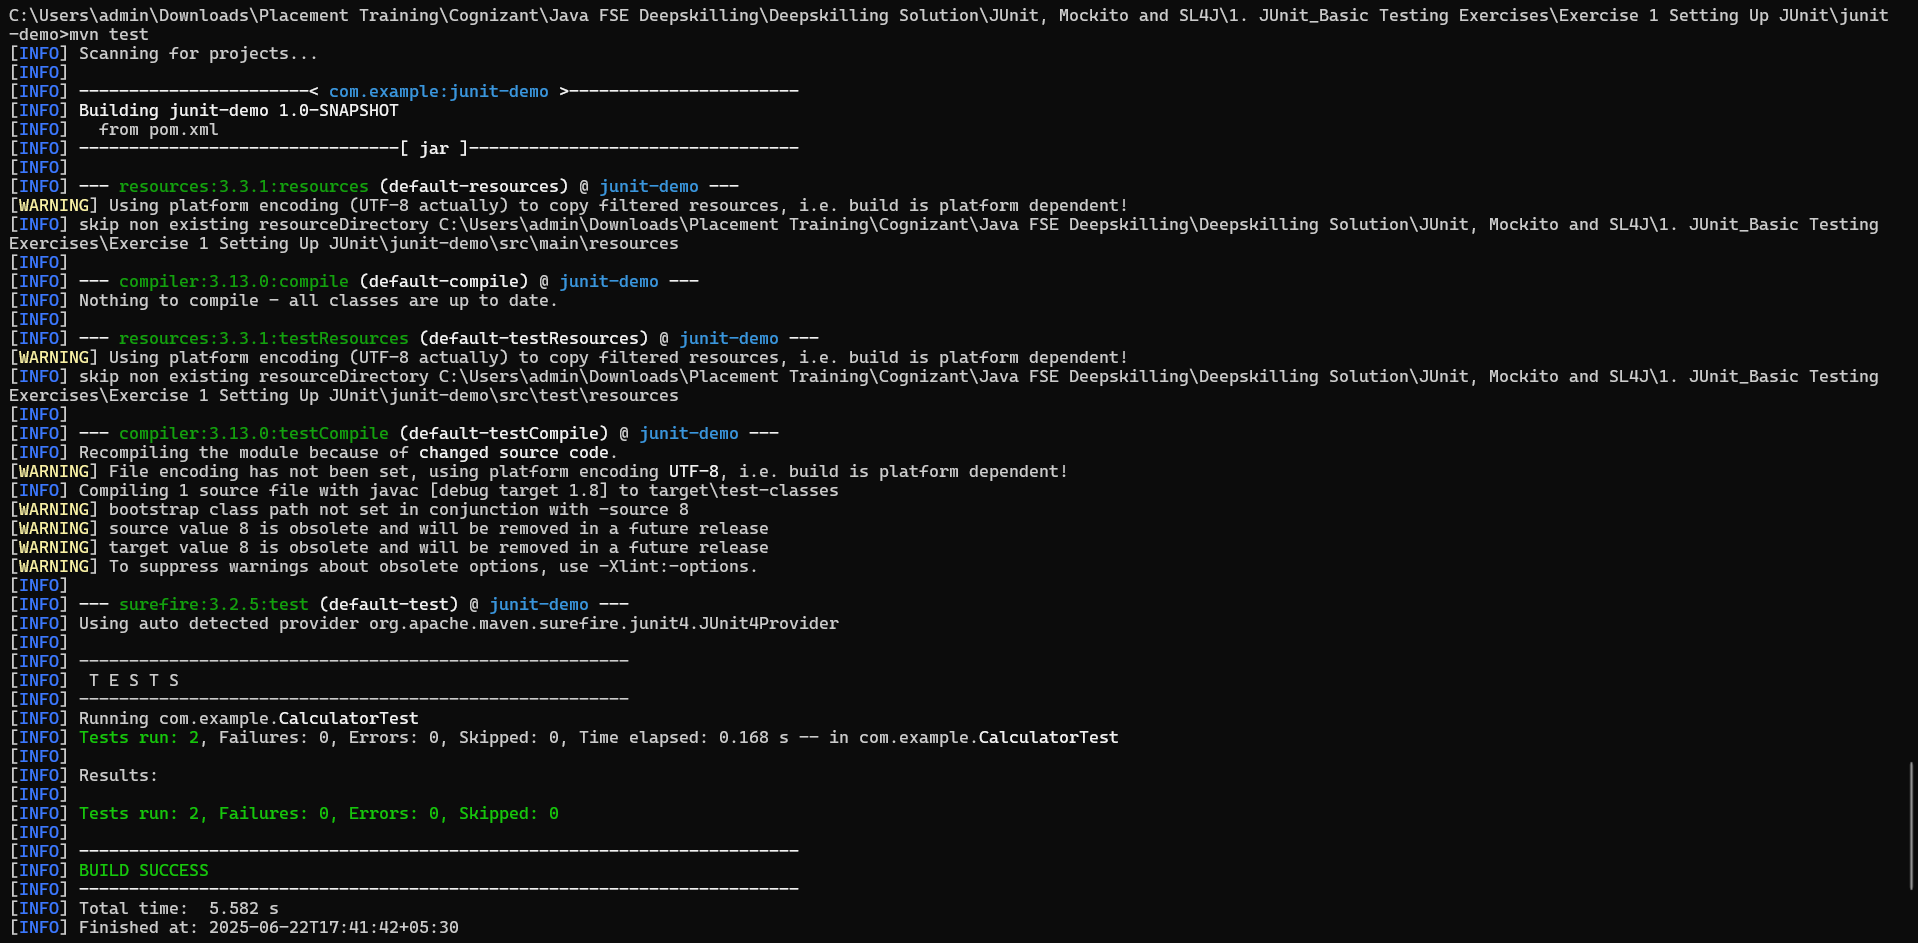 C:\Users\admin\Downloads\Placement Training\Cognizant\Java FSE Deepskilling\Deepskilling Solution\JUnit, Mockito and SL4J\1. JUnit_Basic Testing Exercises\Exercise 1 Setting Up JUnit\junit
-demo>mvn test
[INFO] Scanning for projects...
[INFO]
[INFO] -----------------------< com.example:junit-demo >-----------------------
[INFO] Building junit-demo 1.0-SNAPSHOT
[INFO]   from pom.xml
[INFO] --------------------------------[ jar ]---------------------------------
[INFO]
[INFO] --- resources:3.3.1:resources (default-resources) @ junit-demo ---
[WARNING] Using platform encoding (UTF-8 actually) to copy filtered resources, i.e. build is platform dependent!
[INFO] skip non existing resourceDirectory C:\Users\admin\Downloads\Placement Training\Cognizant\Java FSE Deepskilling\Deepskilling Solution\JUnit, Mockito and SL4J\1. JUnit_Basic Testing
Exercises\Exercise 1 Setting Up JUnit\junit-demo\src\main\resources
[INFO]
[INFO] --- compiler:3.13.0:compile (default-compile) @ junit-demo ---
[INFO] Nothing to compile - all classes are up to date.
[INFO]
[INFO] --- resources:3.3.1:testResources (default-testResources) @ junit-demo ---
[WARNING] Using platform encoding (UTF-8 actually) to copy filtered resources, i.e. build is platform dependent!
[INFO] skip non existing resourceDirectory C:\Users\admin\Downloads\Placement Training\Cognizant\Java FSE Deepskilling\Deepskilling Solution\JUnit, Mockito and SL4J\1. JUnit_Basic Testing
Exercises\Exercise 1 Setting Up JUnit\junit-demo\src\test\resources
[INFO]
[INFO] --- compiler:3.13.0:testCompile (default-testCompile) @ junit-demo ---
[INFO] Recompiling the module because of changed source code.
[WARNING] File encoding has not been set, using platform encoding UTF-8, i.e. build is platform dependent!
[INFO] Compiling 1 source file with javac [debug target 1.8] to target\test-classes
[WARNING] bootstrap class path not set in conjunction with -source 8
[WARNING] source value 8 is obsolete and will be removed in a future release
[WARNING] target value 8 is obsolete and will be removed in a future release
[WARNING] To suppress warnings about obsolete options, use -Xlint:-options.
[INFO]
[INFO] --- surefire:3.2.5:test (default-test) @ junit-demo ---
[INFO] Using auto detected provider org.apache.maven.surefire.junit4.JUnit4Provider
[INFO]
[INFO] -------------------------------------------------------
[INFO]  T E S T S
[INFO] -------------------------------------------------------
[INFO] Running com.example.CalculatorTest
[INFO] Tests run: 2, Failures: 0, Errors: 0, Skipped: 0, Time elapsed: 0.168 s -- in com.example.CalculatorTest
[INFO]
[INFO] Results:
[INFO]
[INFO] Tests run: 2, Failures: 0, Errors: 0, Skipped: 0
[INFO]
[INFO] ------------------------------------------------------------------------
[INFO] BUILD SUCCESS
[INFO] ------------------------------------------------------------------------
[INFO] Total time:  5.582 s
[INFO] Finished at: 2025-06-22T17:41:42+05:30